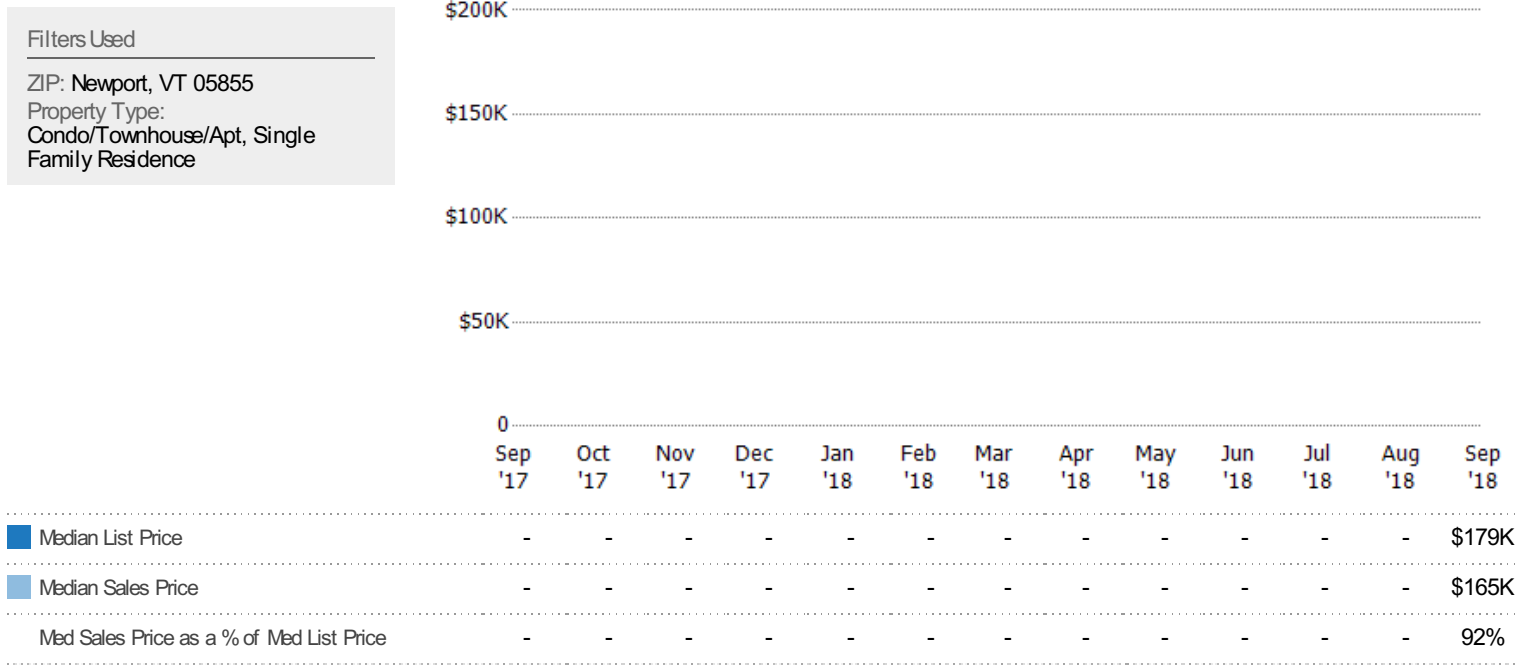 Filters Used
ZIP: Newport, VT 05855
Property Type:
Condo/Townhouse/Apt, Single
Family Residence
$200K
$150K
$100K
$50K
0
Sep Oct Nov Dec Jan Feb Mar Apr May Jun Jul Aug Sep
'17 '17 '17 '17 '18 '18 '18 '18 '18 '18 '18 '18 '18
Median List Price - - - - - - - - - - - - $179K
Median Sales Price - - - - - - - - - - - - $165K
Med Sales Price as a % of Med List Price - - - - - - - - - - - - 92%